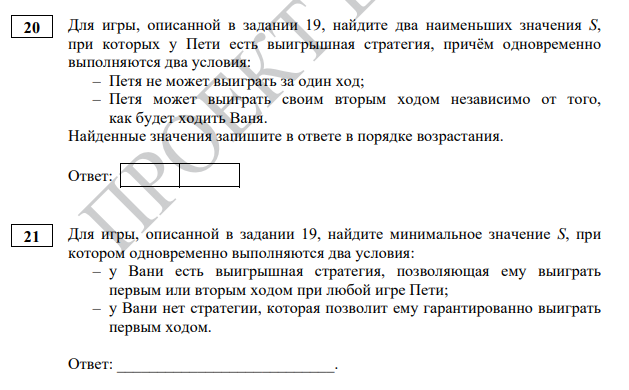 20
Для игры, описанной в задании 19, найдите два наименьших значения S,
при которых у Пети есть выигрышная стратегия, причём одновременно
выполняются два условия:
– Петя не может выиграть за один ход;
– Петя может выиграть своим вторым ходом независимо от того,
как будет ходить Ваня.
Найденные значения запишите в ответе в порядке возрастания.
Ответ:
21
Для игры, описанной в задании 19, найдите минимальное значение S, при
котором одновременно выполняются два условия:
– у Вани есть выигрышная стратегия, позволяющая ему выиграть
первым или вторым ходом при любой игре Пети;
– у Вани нет стратегии, которая позволит ему гарантированно выиграть
первым ходом.
Ответ: ___________________________.
ПРОЕКТ